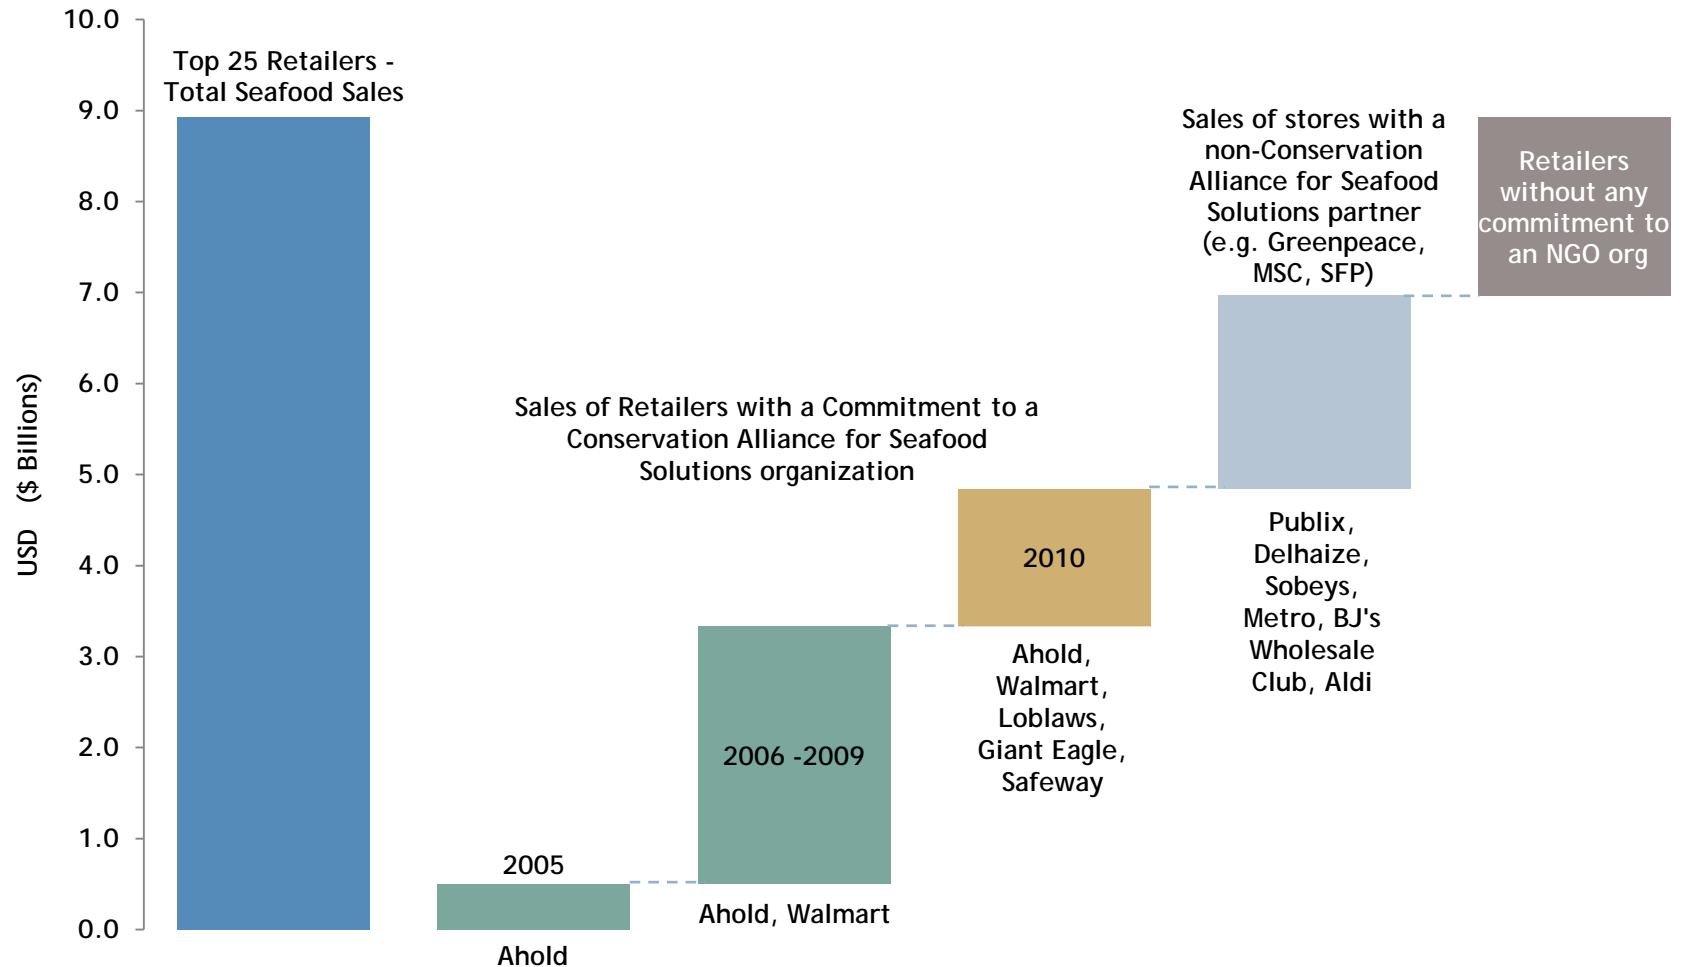 10.0
9.0
8.0
7.0
6.0
5.0
4.0
3.0
2.0
1.0
0.0
USD ($ Billions)
Top 25 Retailers -
Total Seafood Sales
2005
Ahold
2006 -2009
Ahold, Walmart
Sales of Retailers with a Commitment to a
Conservation Alliance for Seafood
Solutions organization
2010
Ahold,
Walmart,
Loblaws,
Giant Eagle,
Safeway
Sales of stores with a
non-Conservation
Alliance for Seafood
Solutions partner
(e.g. Greenpeace,
MSC, SFP)
Publix,
Delhaize,
Sobeys,
Metro, BJ's
Wholesale
Club, Aldi
Retailers
without any
commitment to
an NGO org